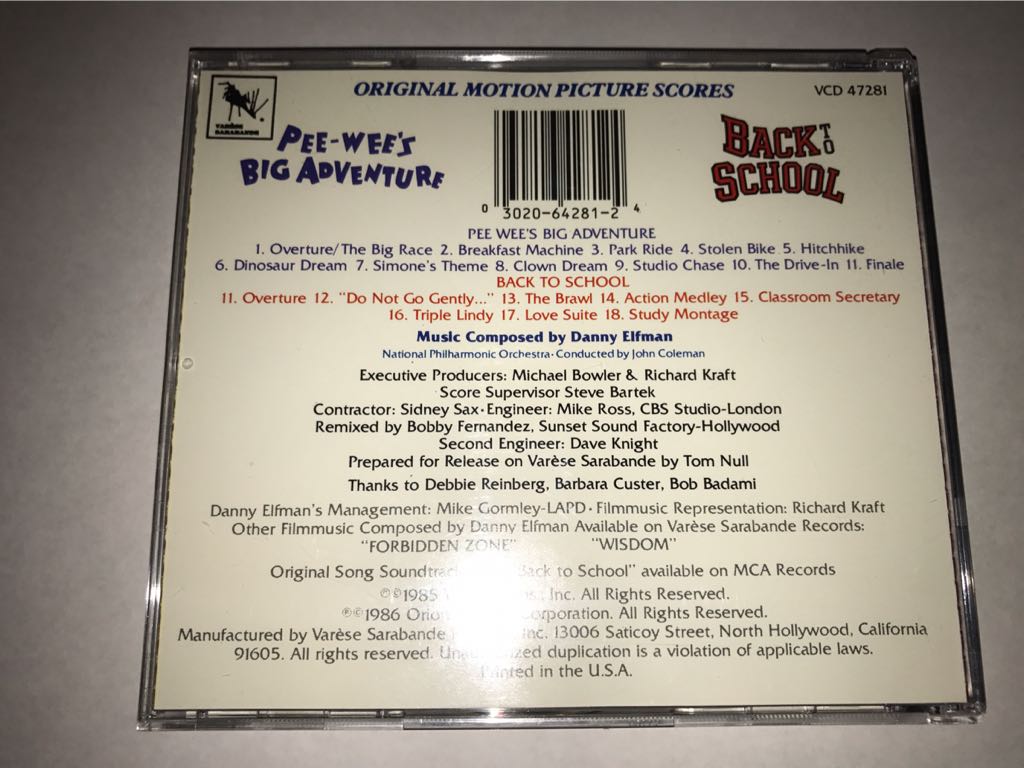 ORIGINAL MOTION PICTURE SCORES
VCD 47281
VARÈSE
SARABANDE
PEE-WEE'S
BIG ADVENTURE
BACK TO
SCHOOL
0 3020-64281-2 4
PEE WEE'S BIG ADVENTURE
1. Overture/The Big Race 2. Breakfast Machine 3. Park Ride 4. Stolen Bike 5. Hitchhike
6. Dinosaur Dream 7. Simone's Theme 8. Clown Dream 9. Studio Chase 10. The Drive-In 11. Finale
BACK TO SCHOOL
11. Overture 12. "Do Not Go Gently..." 13. The Brawl 14. Action Medley 15. Classroom Secretary
16. Triple Lindy 17. Love Suite 18. Study Montage
Music Composed by Danny Elfman
National Philharmonic Orchestra·Conducted by John Coleman
Executive Producers: Michael Bowler & Richard Kraft
Score Supervisor Steve Bartek
Contractor: Sidney Sax·Engineer: Mike Ross, CBS Studio-London
Remixed by Bobby Fernandez, Sunset Sound Factory-Hollywood
Second Engineer: Dave Knight
Prepared for Release on Varèse Sarabande by Tom Null
Thanks to Debbie Reinberg, Barbara Custer, Bob Badami
Danny Elfman's Management: Mike Gormley-LAPD·Filmmusic Representation: Richard Kraft
Other Filmmusic Composed by Danny Elfman Available on Varèse Sarabande Records:
"FORBIDDEN ZONE" "WISDOM"
Original Song Soundtrack "Back to School" available on MCA Records
℗©1985 Inc. All Rights Reserved.
℗©1986 Orion Corporation. All Rights Reserved.
Manufactured by Varèse Sarabande Inc. 13006 Saticoy Street, North Hollywood, California
91605. All rights reserved. Unauthorized duplication is a violation of applicable laws.
Printed in the U.S.A.